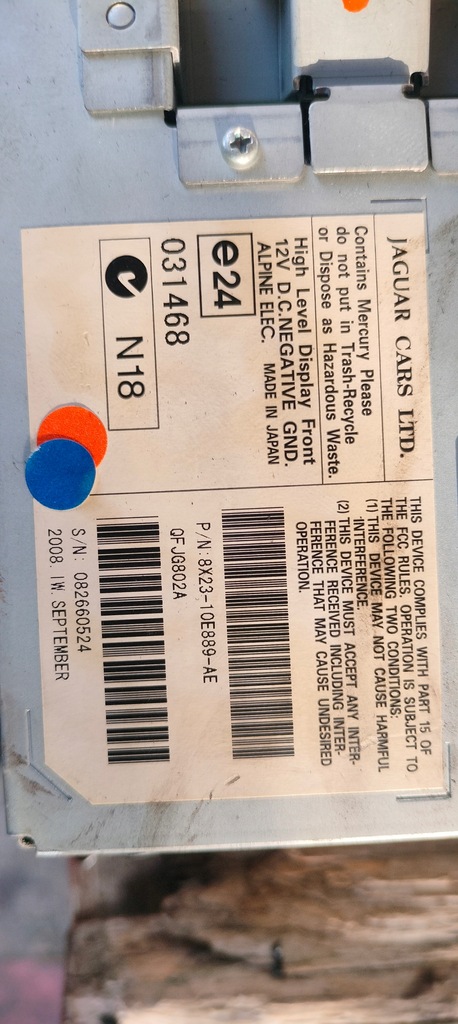 JAGUAR CARS LTD.
Contains Mercury Please
do not put in Trash-Recycle
or Dispose as Hazardous Waste.
High Level Display Front
12V D.C.NEGATIVE GND.
ALPINE ELEC. MADE IN JAPAN
e24
031468
N18
THIS DEVICE COMPLIES WITH PART 15 OF
THE FCC RULES. OPERATION IS SUBJECT TO
THE FOLLOWING TWO CONDITIONS:
(1) THIS DEVICE MAY NOT CAUSE HARMFUL
INTERFERENCE.
(2) THIS DEVICE MUST ACCEPT ANY INTER-
FERENCE RECEIVED INCLUDING INTER-
FERENCE THAT MAY CAUSE UNDESIRED
OPERATION.
P/N:8X23-10E889-AE
QFJG802A
S/N: 082660524
2008. IW. SEPTEMBER